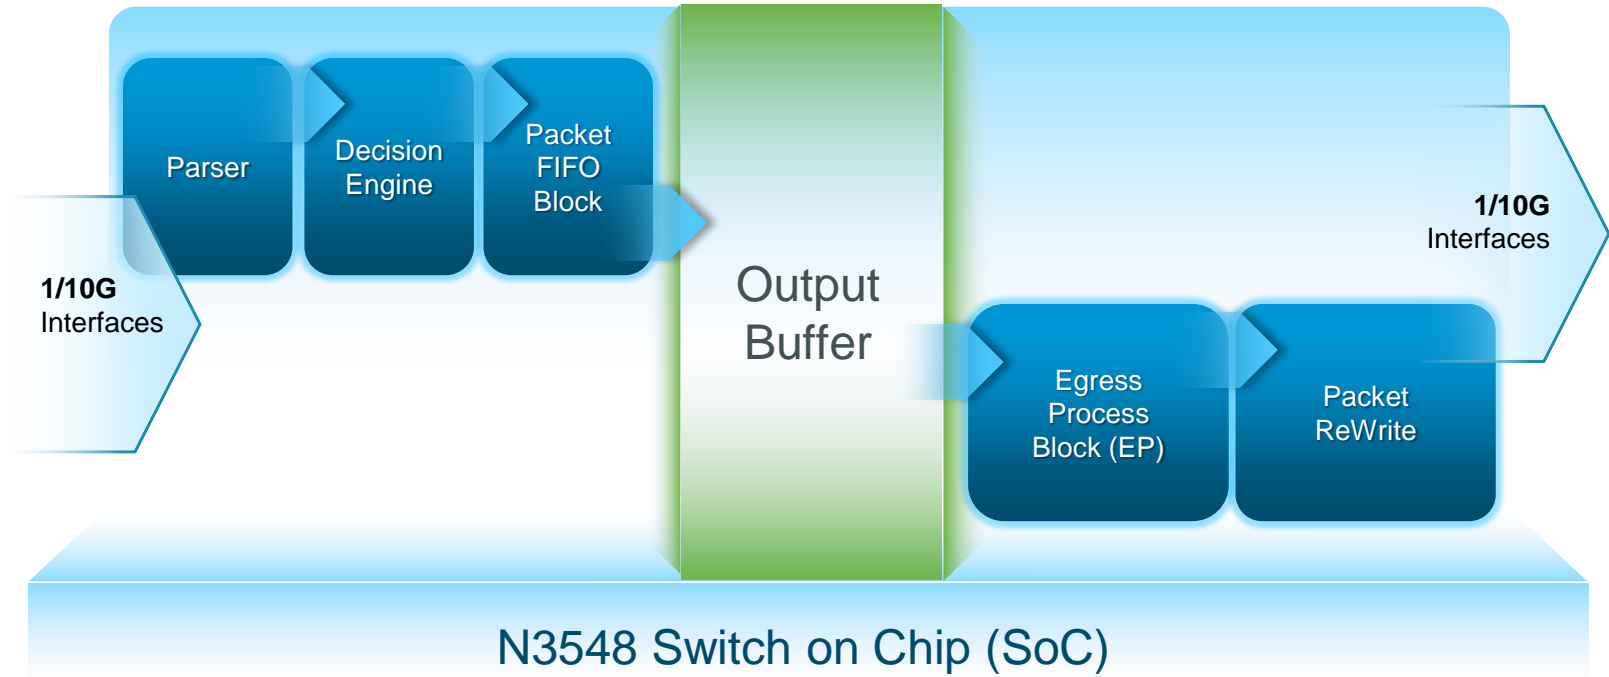 1/10G
Interfaces
Parser
Decision
Engine
Packet
FIFO
Block
Output
Buffer
Egress
Process
Block (EP)
Packet
ReWrite
1/10G
Interfaces
N3548 Switch on Chip (SoC)